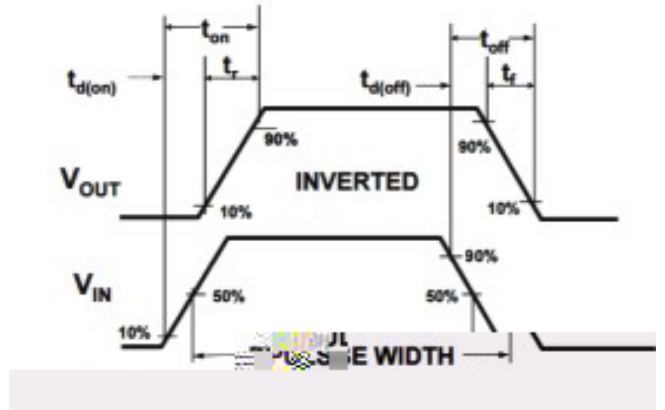 ton
toff
td(on)
tr
td(off)
tf
90%
90%
VOUT
INVERTED
10%
10%
90%
VIN
50%
50%
10%
WIDTH